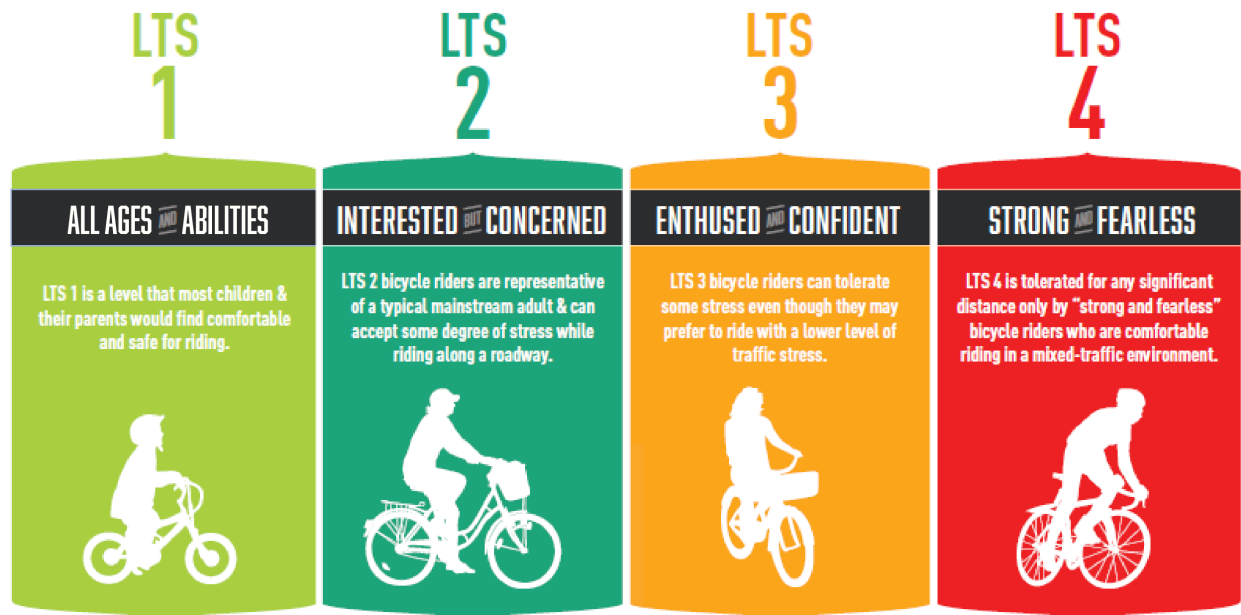 LTS
1
ALL AGES AND ABILITIES
LTS 1 is a level that most children &
their parents would find comfortable
and safe for riding.
LTS
2
INTERESTED BUT CONCERNED
LTS 2 bicycle riders are representative
of a typical mainstream adult & can
accept some degree of stress while
riding along a roadway.
LTS
3
ENTHUSED AND CONFIDENT
LTS 3 bicycle riders can tolerate
some stress even though they may
prefer to ride with a lower level of
traffic stress.
LTS
4
STRONG AND FEARLESS
LTS 4 is tolerated for any significant
distance only by “strong and fearless”
bicycle riders who are comfortable
riding in a mixed-traffic environment.